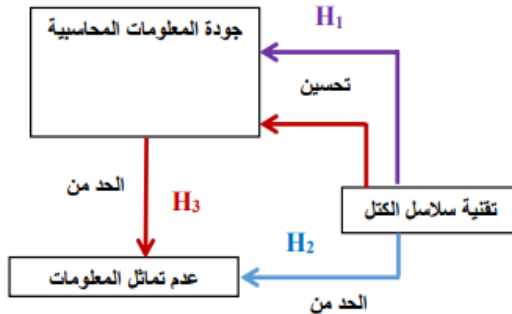 جودة المعلومات المحاسبية
H1
تحسين
الحد من
H3
تقنية سلاسل الكتل
H2
عدم تماثل المعلومات
الحد من